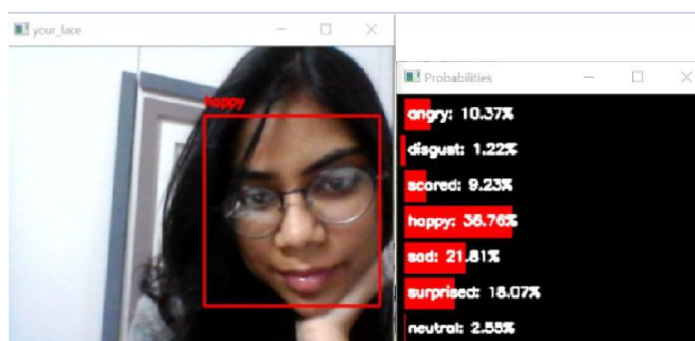 your_face
happy
Probabilities
angry: 10.37%
disgust: 1.22%
scared: 9.23%
happy: 36.76%
sad: 21.81%
surprised: 18.07%
neutral: 2.55%